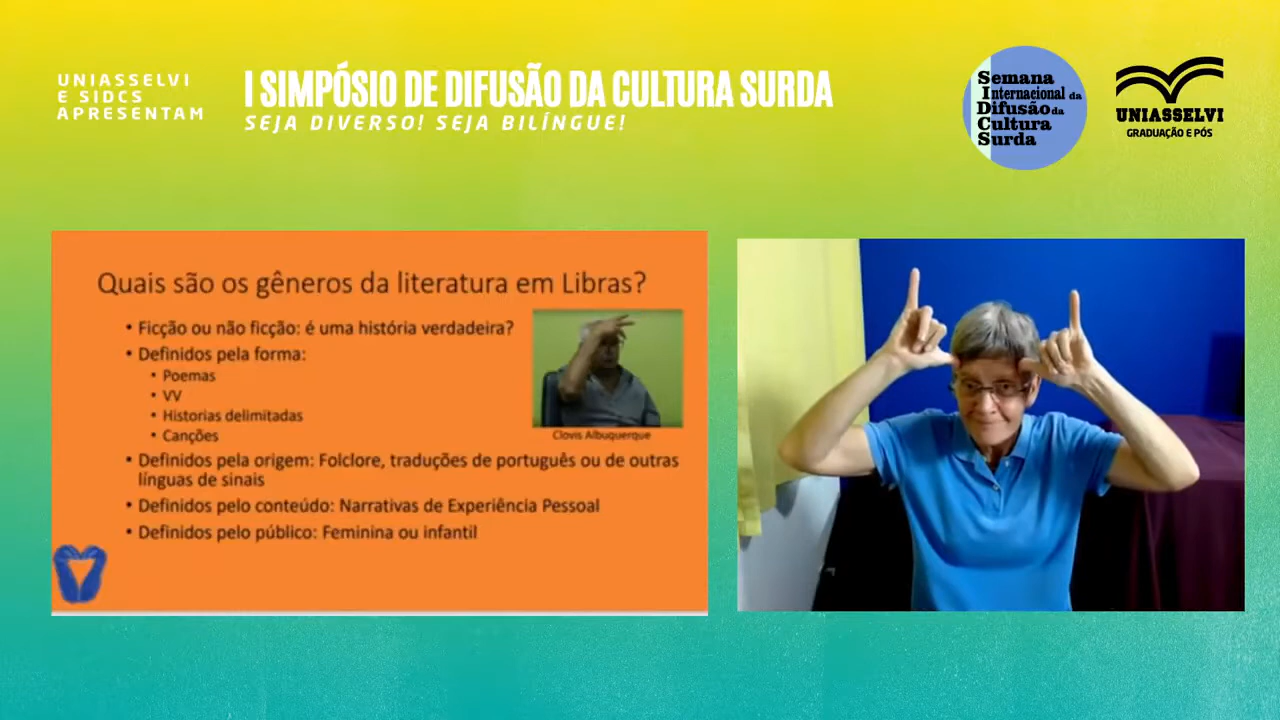 UNIASSELVI
E SIDCS
APRESENTAM
I SIMPÓSIO DE DIFUSÃO DA CULTURA SURDA
SEJA DIVERSO! SEJA BILÍNGUE!
Semana
Internacional da
Difusão da
Cultura
Surda
UNIASSELVI
GRADUAÇÃO E PÓS
Quais são os gêneros da literatura em Libras?
• Ficção ou não ficção: é uma história verdadeira?
• Definidos pela forma:
• Poemas
• VV
• Historias delimitadas
• Canções
Clovis Albuquerque
• Definidos pela origem: Folclore, traduções de português ou de outras
línguas de sinais
• Definidos pelo conteúdo: Narrativas de Experiência Pessoal
• Definidos pelo público: Feminina ou infantil